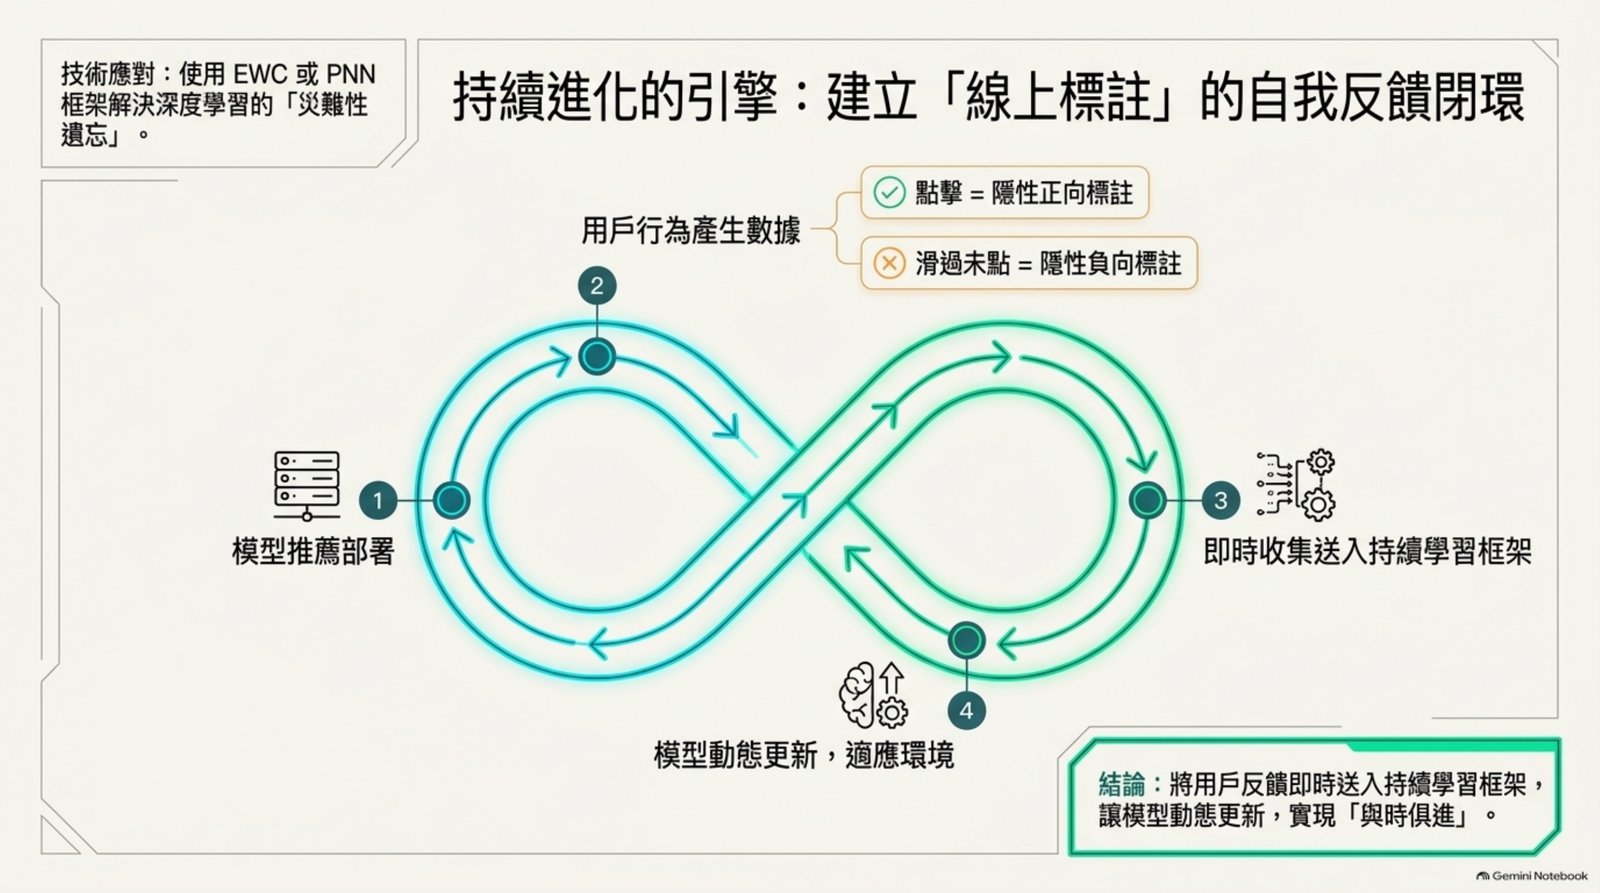 技術應對：使用 EWC 或 PNN
框架解決深度學習的「災難性
遺忘」。
持續進化的引擎：建立「線上標註」的自我反饋閉環
用戶行為產生數據
點擊 = 隱性正向標註
滑過未點 = 隱性負向標註
2
1
模型推薦部署
3
即時收集送入持續學習框架
4
模型動態更新，適應環境
結論：將用戶反饋即時送入持續學習框架，
讓模型動態更新，實現「與時俱進」。
Gemini Notebook